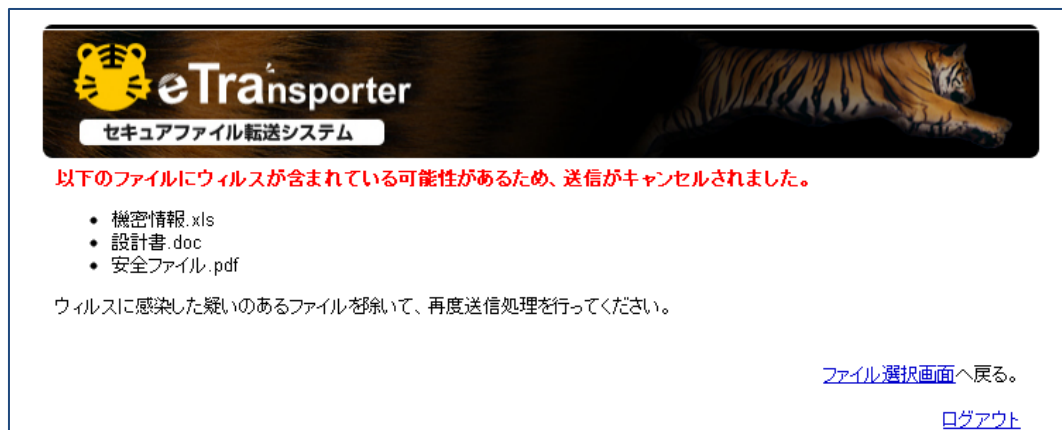 eTransporter
セキュアファイル転送システム
以下のファイルにウィルスが含まれている可能性があるため、送信がキャンセルされました。
• 機密情報.xls
• 設計書.doc
• 安全ファイル.pdf
ウィルスに感染した疑いのあるファイルを除いて、再度送信処理を行ってください。
ファイル選択画面へ戻る。
ログアウト